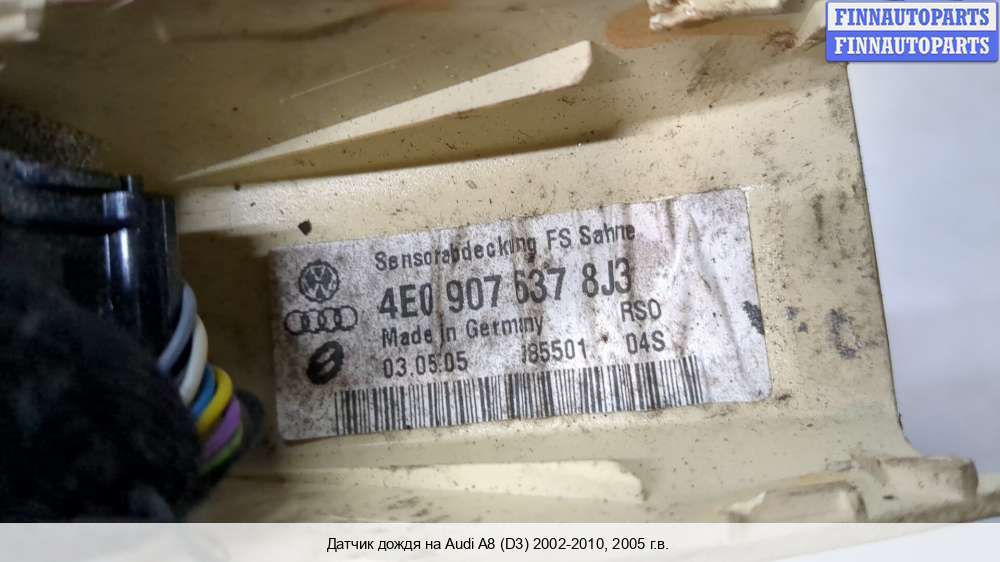 FINNAUTOPARTS
FINNAUTOPARTS
Sensorabdeckung FS Sahne
4E0 907 637 8J3
Made in Germany RSO
03.05.05 85501 04S
Датчик дождя на Audi A8 (D3) 2002-2010, 2005 г.в.